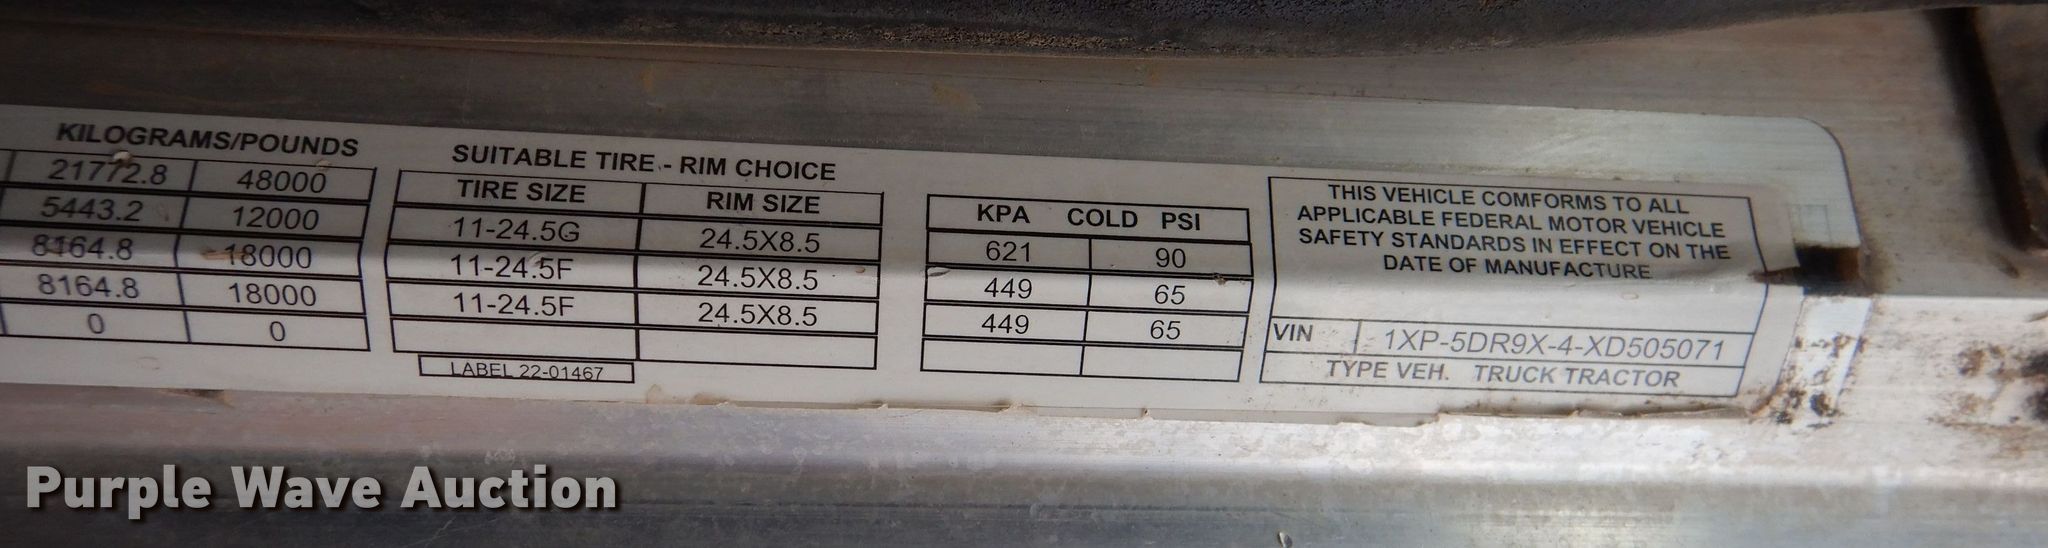 KILOGRAMS/POUNDS
21772.8 48000
5443.2 12000
8164.8 18000
8164.8 18000
0 0
SUITABLE TIRE - RIM CHOICE
TIRE SIZE RIM SIZE
11-24.5G 24.5X8.5
11-24.5F 24.5X8.5
11-24.5F 24.5X8.5
LABEL 22-01467
KPA COLD PSI
621 90
449 65
449 65
THIS VEHICLE COMFORMS TO ALL
APPLICABLE FEDERAL MOTOR VEHICLE
SAFETY STANDARDS IN EFFECT ON THE
DATE OF MANUFACTURE
VIN 1XP-5DR9X-4-XD505071
TYPE VEH. TRUCK TRACTOR
Purple Wave Auction